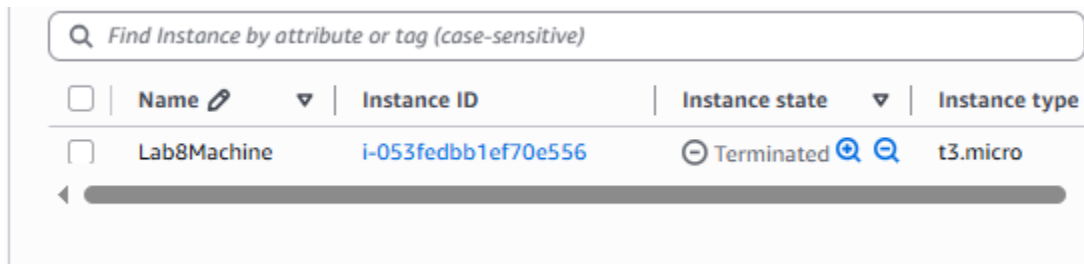 Find Instance by attribute or tag (case-sensitive)
Name Instance ID Instance state Instance type
Lab8Machine i-053fedbb1ef70e556 Terminated t3.micro